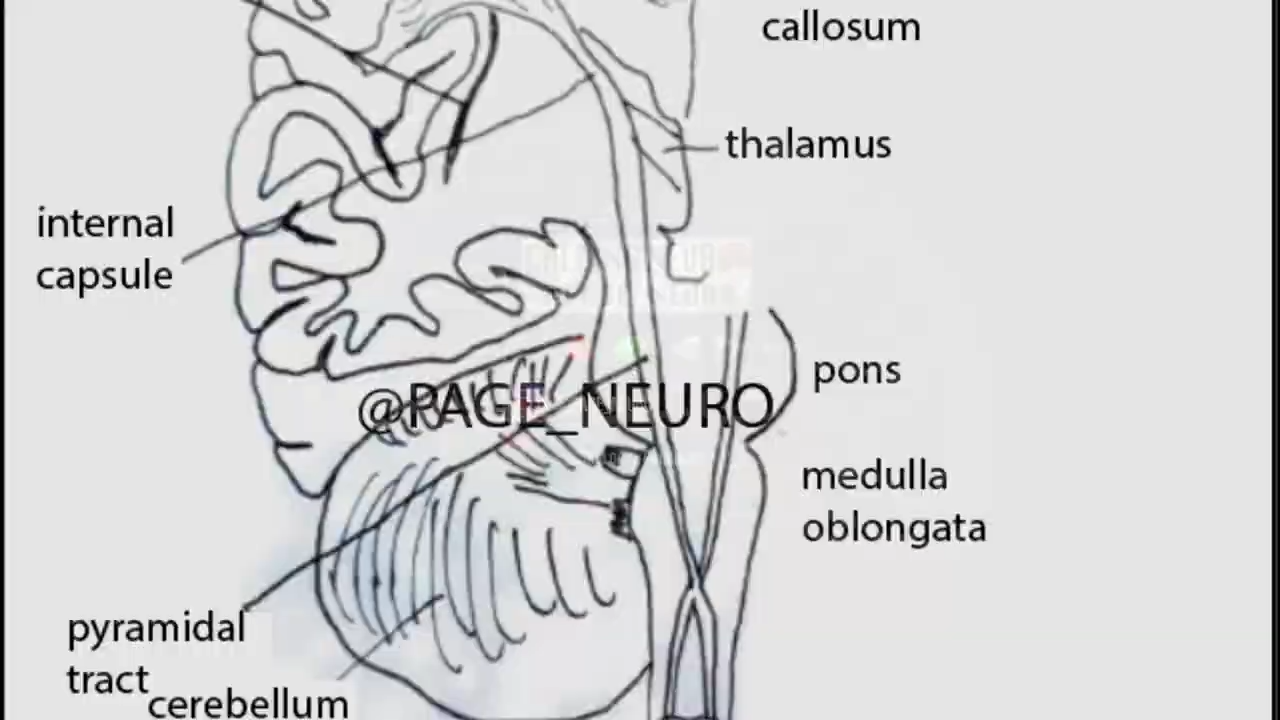 callosum
thalamus
internal
capsule
pons
@PAGE_NEURO
medulla
oblongata
pyramidal
tract
cerebellum